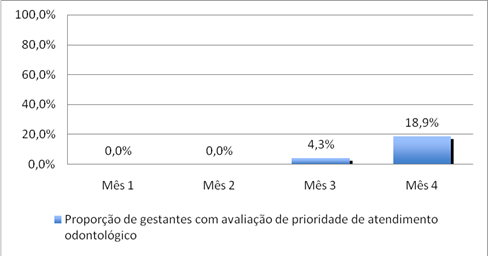 100,0%
80,0%
60,0%
40,0%
20,0%
0,0%
0,0%
0,0%
4,3%
18,9%
Mês 1
Mês 2
Mês 3
Mês 4
Proporção de gestantes com avaliação de prioridade de atendimento
odontológico